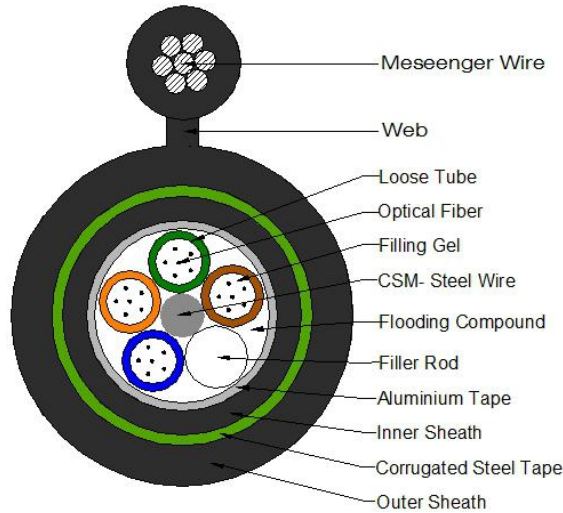 Meseenger Wire
Web
Loose Tube
Optical Fiber
Filling Gel
CSM- Steel Wire
Flooding Compound
Filler Rod
Aluminium Tape
Inner Sheath
Corrugated Steel Tape
Outer Sheath